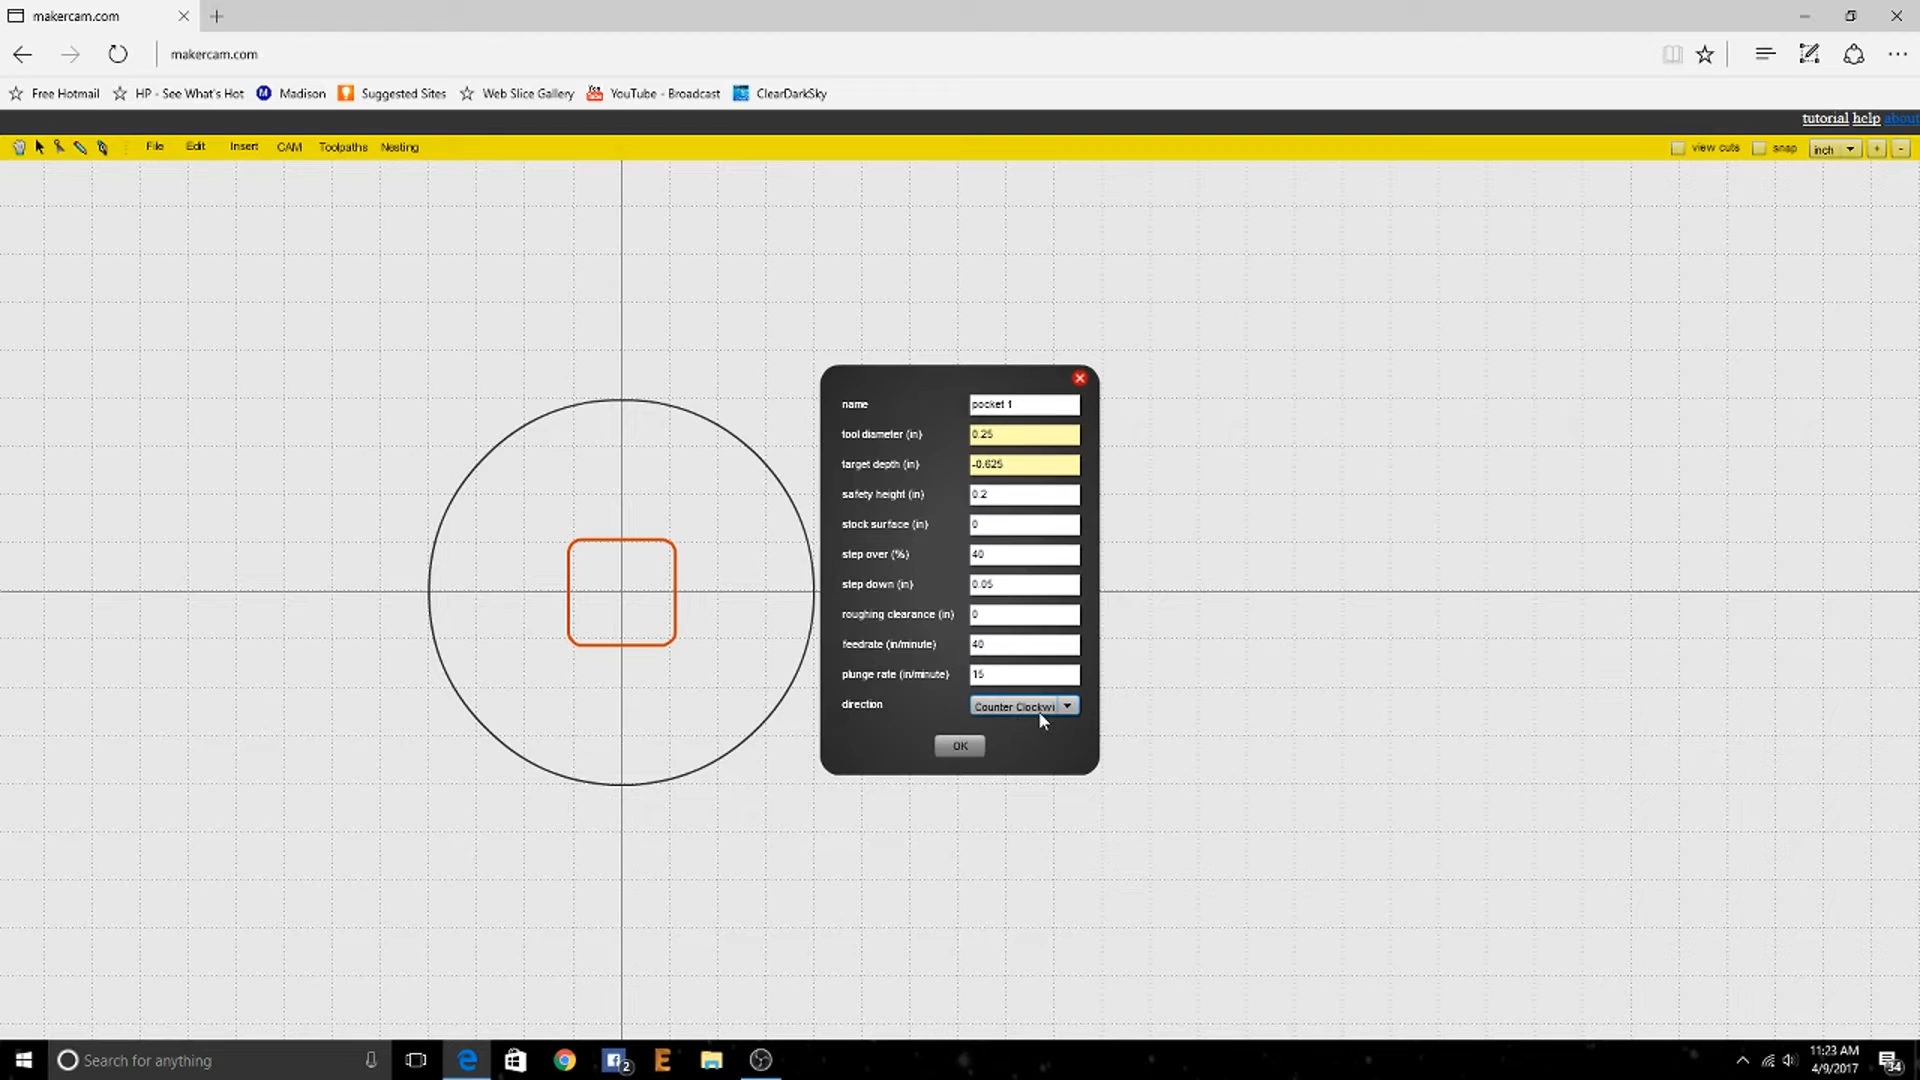 makercam.com
makercam.com
Free Hotmail HP - See What's Hot Madison Suggested Sites Web Slice Gallery YouTube - Broadcast ClearDarkSky
tutorial help about
File Edit Insert CAM Toolpaths Nesting view cuts snap inch + -
name pocket 1
tool diameter (in) 0.25
target depth (in) -0.625
safety height (in) 0.2
stock surface (in) 0
step over (%) 40
step down (in) 0.05
roughing clearance (in) 0
feedrate (in/minute) 40
plunge rate (in/minute) 15
direction Counter Clockwi
OK
Search for anything 2 11:23 AM
4/9/2017 34